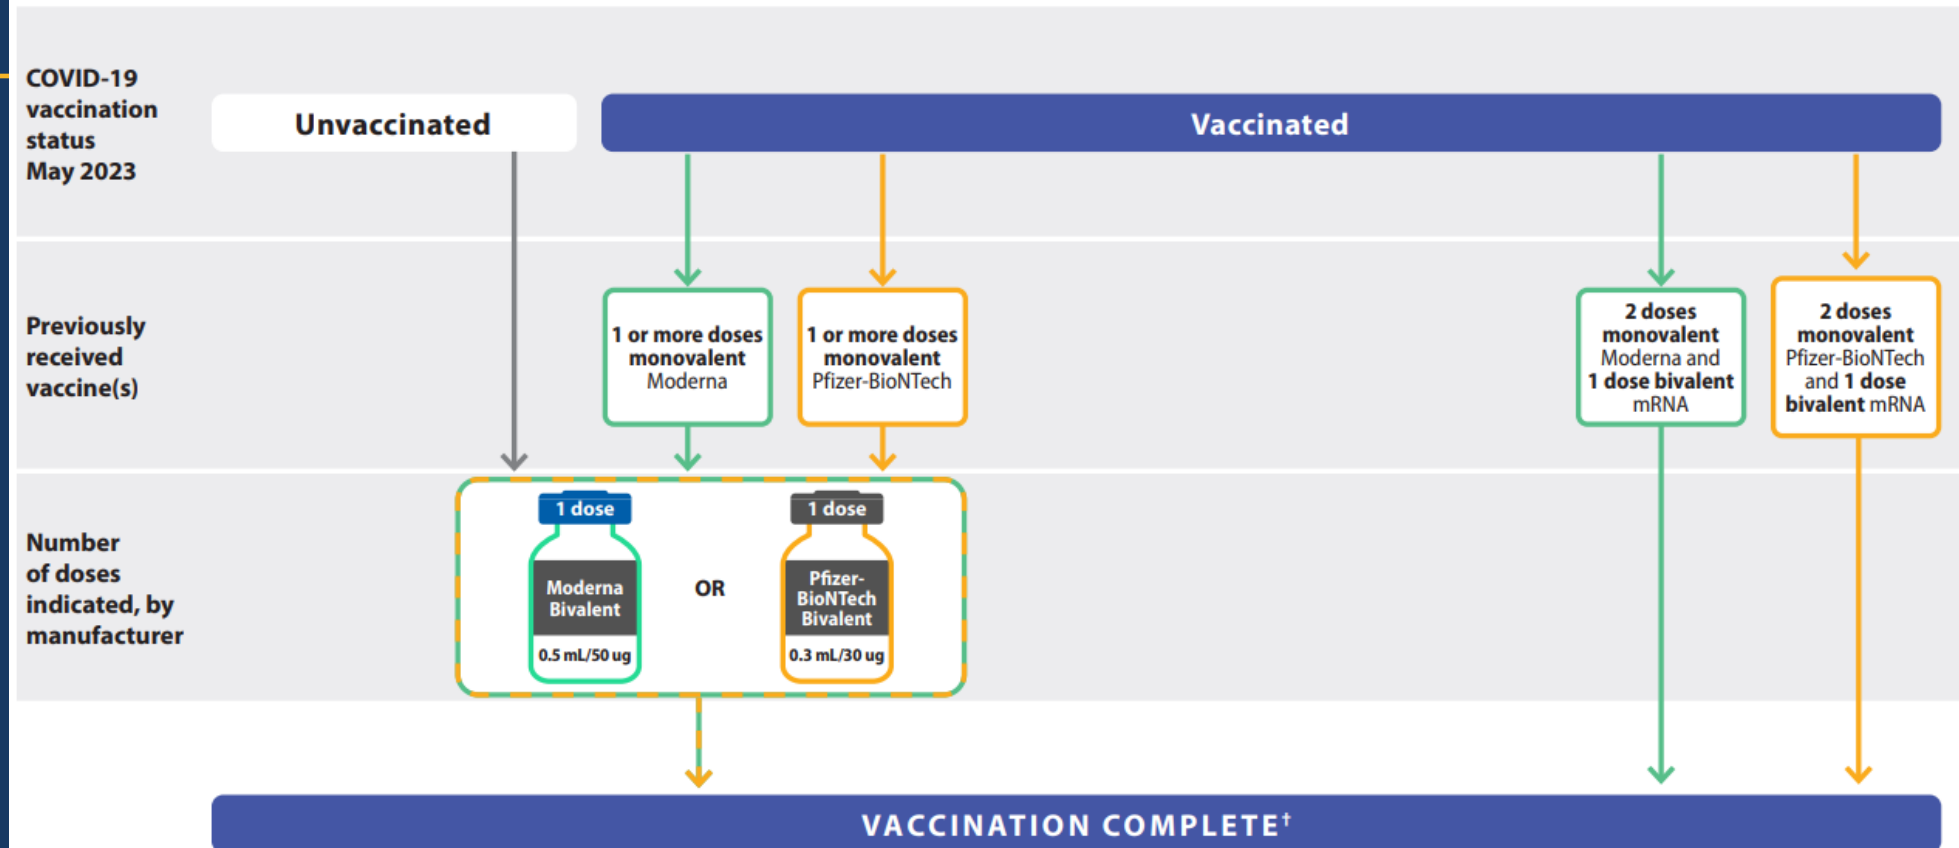 COVID-19
vaccination
status
May 2023
Unvaccinated
Vaccinated
Previously
received
vaccine(s)
1 or more doses
monovalent
Moderna
1 or more doses
monovalent
Pfizer-BioNTech
2 doses
monovalent
Moderna and
1 dose bivalent
mRNA
2 doses
monovalent
Pfizer-BioNTech
and 1 dose
bivalent mRNA
Number
of doses
indicated, by
manufacturer
1 dose
Moderna
Bivalent
0.5 mL/50 ug
OR
1 dose
Pfizer-
BioNTech
Bivalent
0.3 mL/30 ug
VACCINATION COMPLETE†